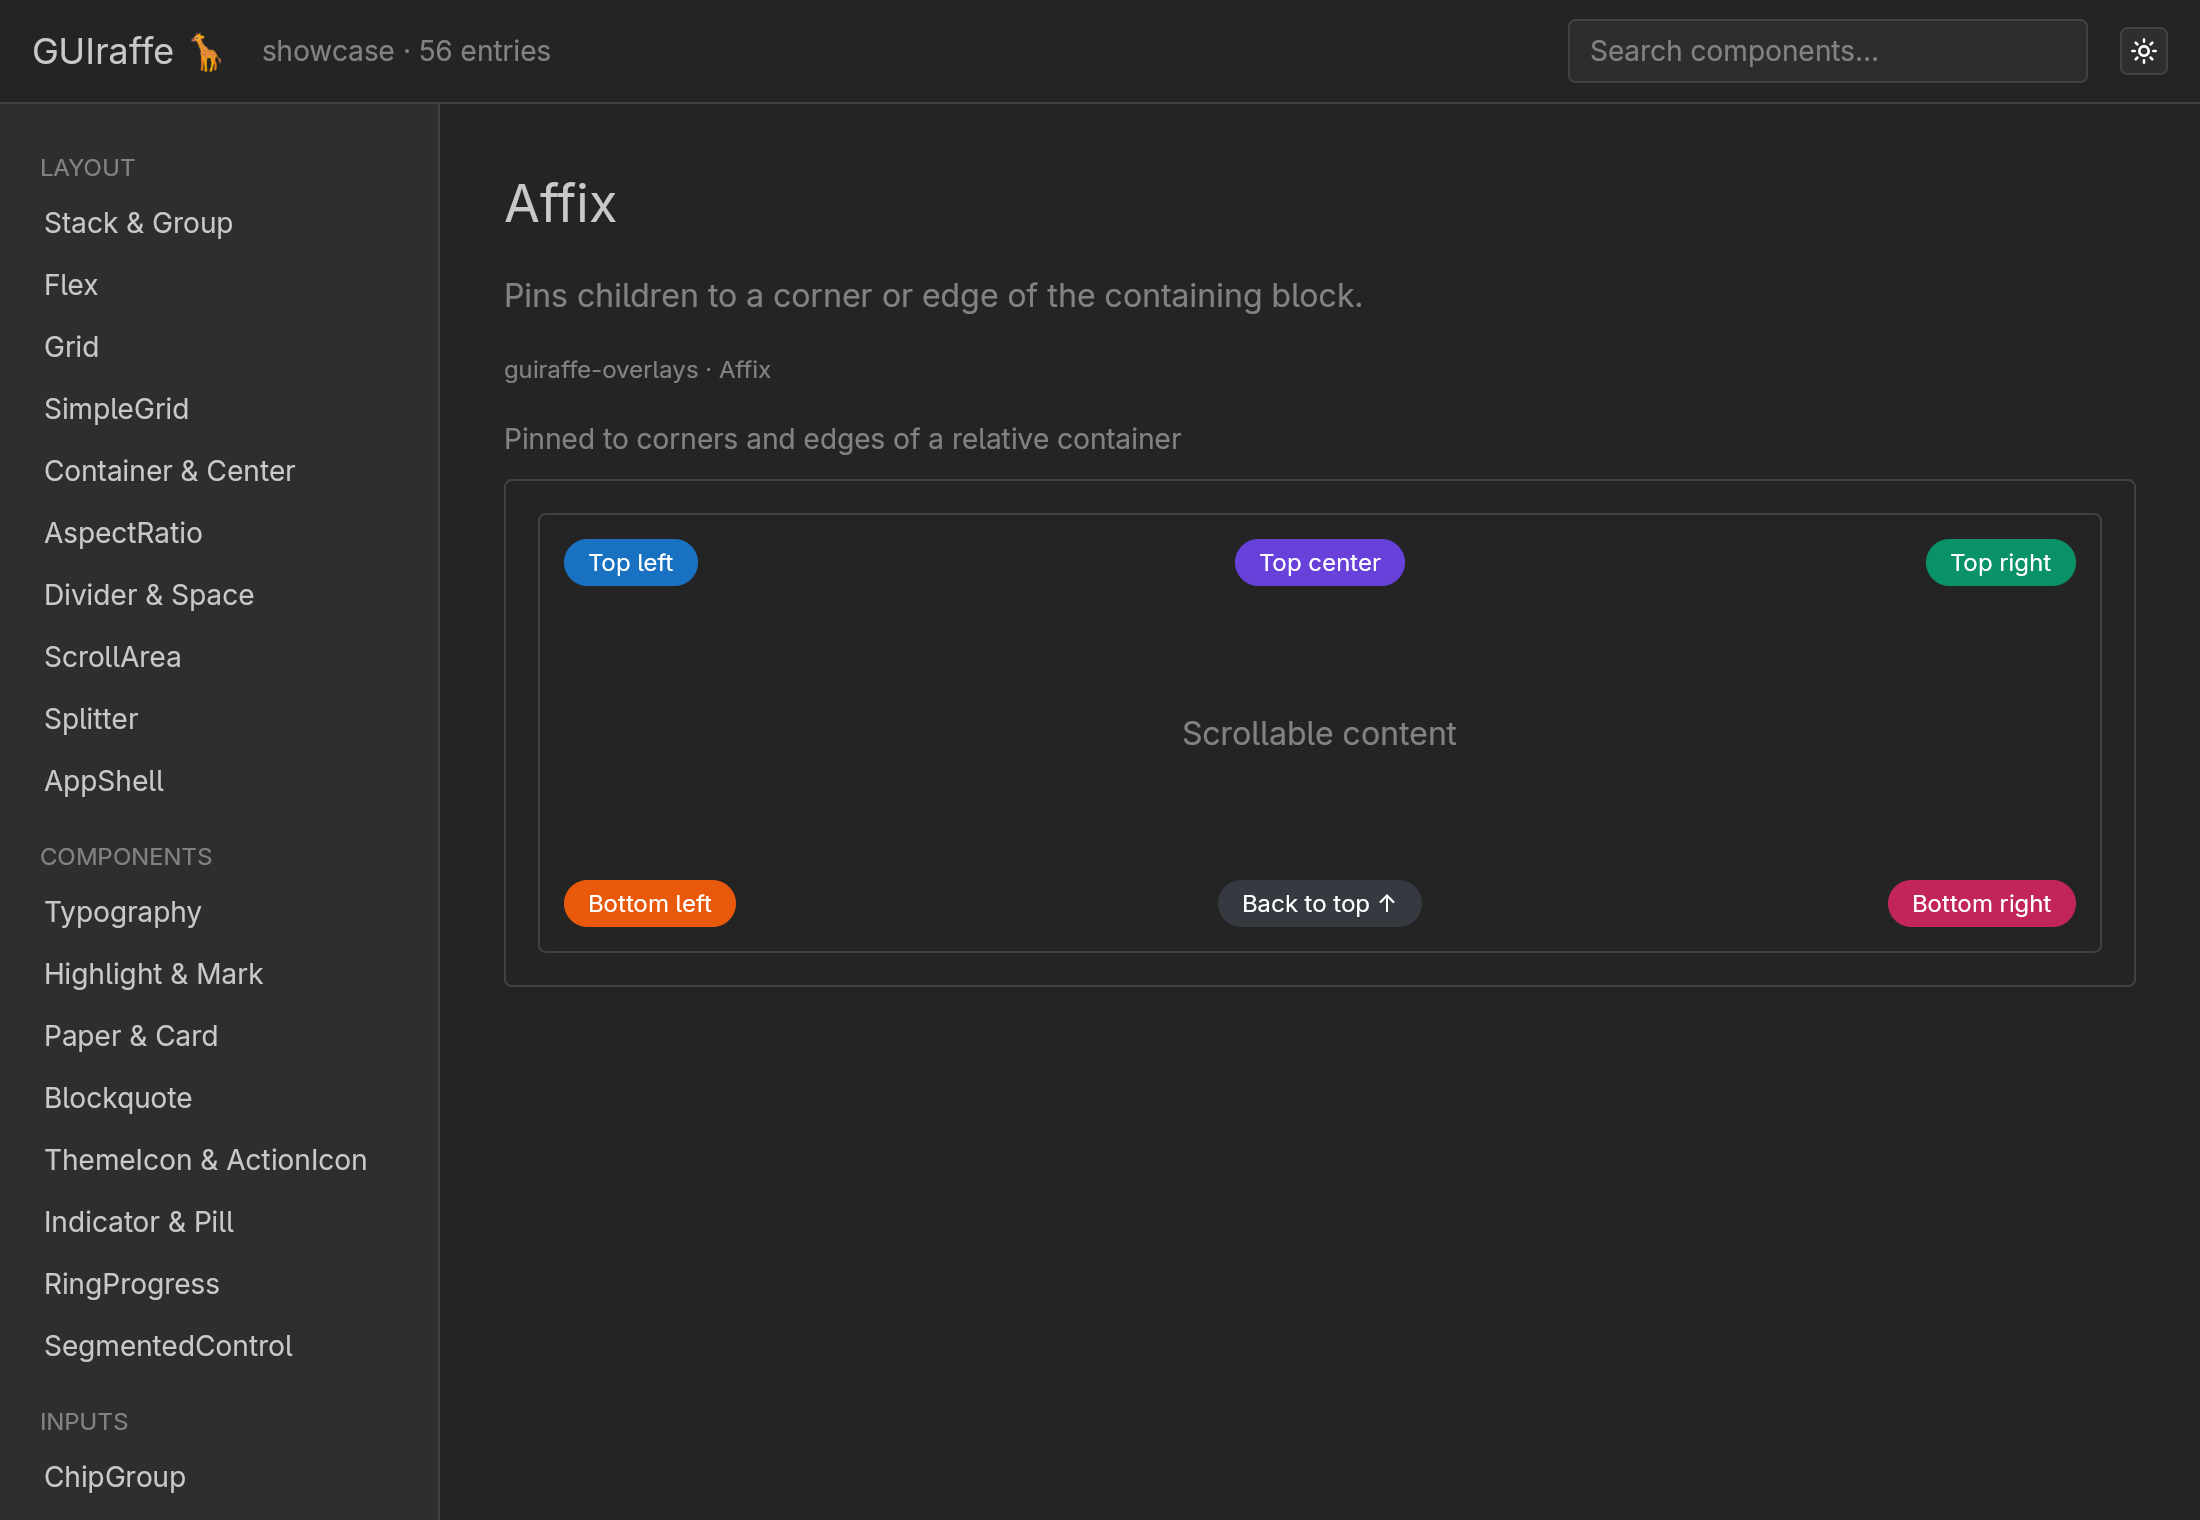 GUIraffe 🦒 showcase · 56 entries
Search components...
LAYOUT
Stack & Group
Flex
Grid
SimpleGrid
Container & Center
AspectRatio
Divider & Space
ScrollArea
Splitter
AppShell
COMPONENTS
Typography
Highlight & Mark
Paper & Card
Blockquote
ThemeIcon & ActionIcon
Indicator & Pill
RingProgress
SegmentedControl
INPUTS
ChipGroup
Affix
Pins children to a corner or edge of the containing block.
guiraffe-overlays · Affix
Pinned to corners and edges of a relative container
Top left
Top center
Top right
Scrollable content
Bottom left
Back to top ↑
Bottom right